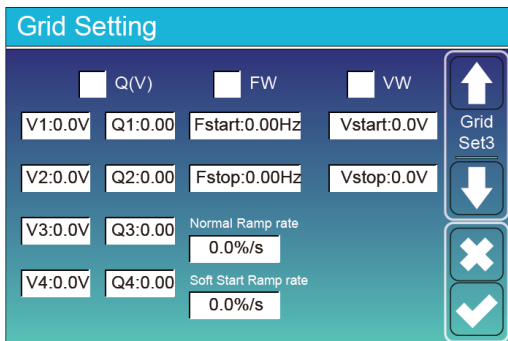 Grid Setting
Q(V) FW VW
V1:0.0V Q1:0.00 Fstart:0.00Hz Vstart:0.0V
V2:0.0V Q2:0.00 Fstop:0.00Hz Vstop:0.0V
V3:0.0V Q3:0.00 Normal Ramp rate
0.0%/s
V4:0.0V Q4:0.00 Soft Start Ramp rate
0.0%/s
Grid
Set3